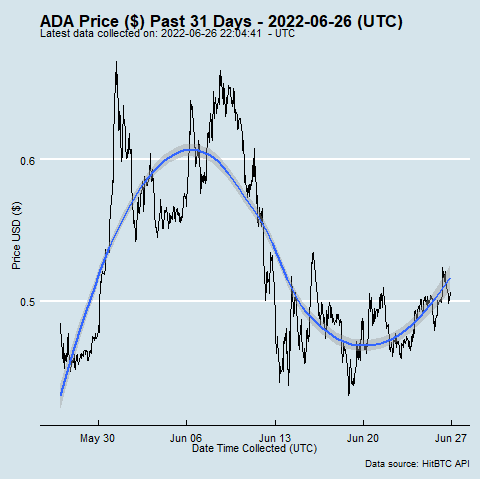 ADA Price ($) Past 31 Days - 2022-06-26 (UTC)
Latest data collected on: 2022-06-26 22:04:41 - UTC
0.6
0.5
Price USD ($)
May 30
Jun 06
Jun 13
Jun 20
Jun 27
Date Time Collected (UTC)
Data source: HitBTC API